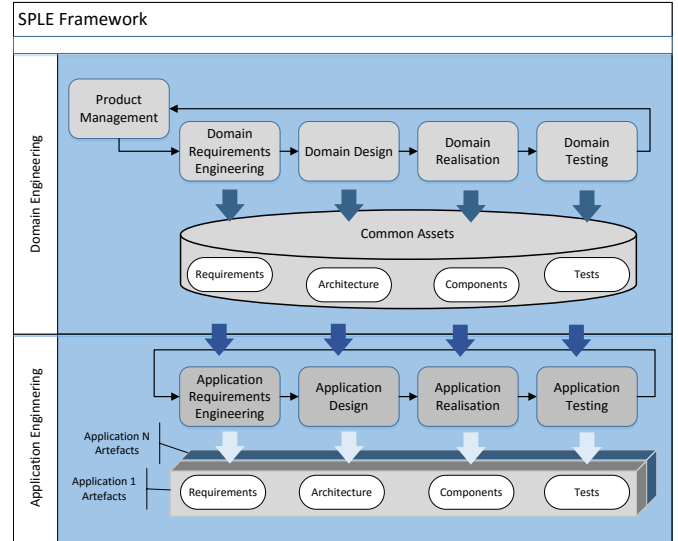 SPLE Framework
Domain Engineering
Product
Management
Domain
Requirements
Engineering
Domain Design
Domain
Realisation
Domain
Testing
Common Assets
Requirements
Architecture
Components
Tests
Application Enginnering
Application
Requirements
Engineering
Application
Design
Application
Realisation
Application
Testing
Application N
Artefacts
Application 1
Artefacts
Requirements
Architecture
Components
Tests